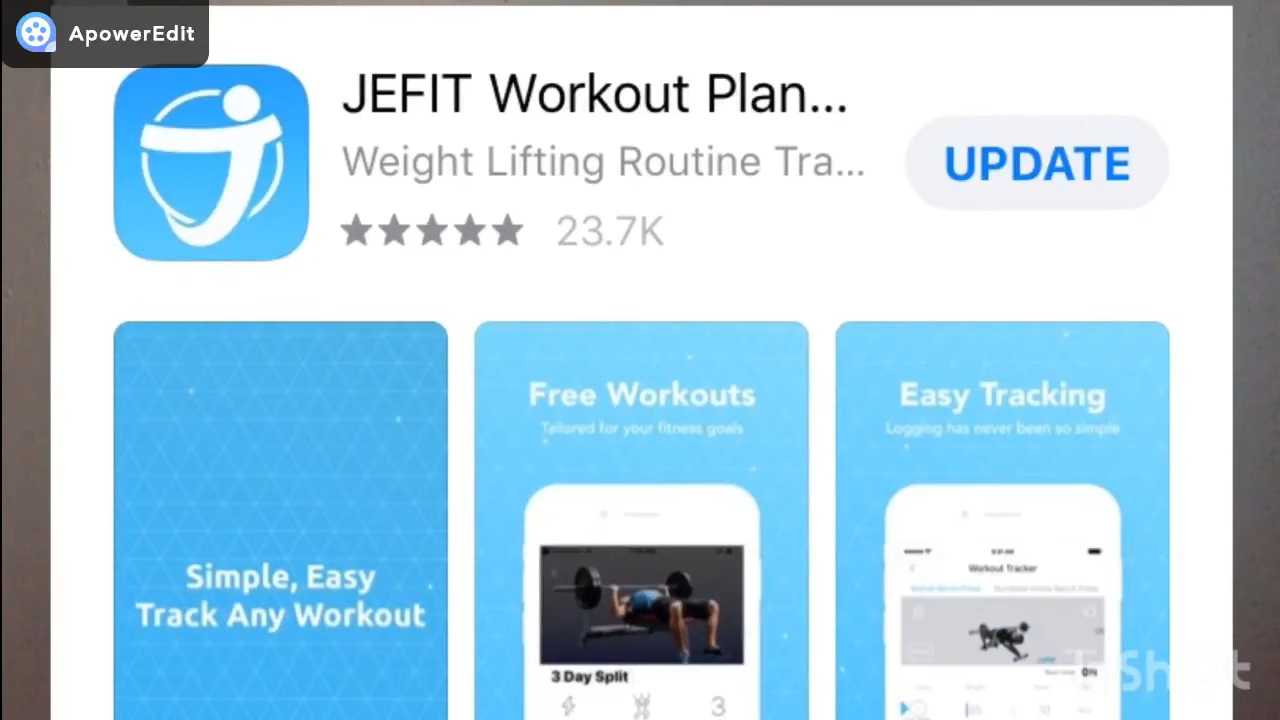 ApowerEdit
JEFIT Workout Plan...
Weight Lifting Routine Tra...
23.7K
UPDATE
Simple, Easy
Track Any Workout
Free Workouts
Tailored for your fitness goals
3 Day Split
3
Easy Tracking
Logging has never been so simple
Workout Tracker